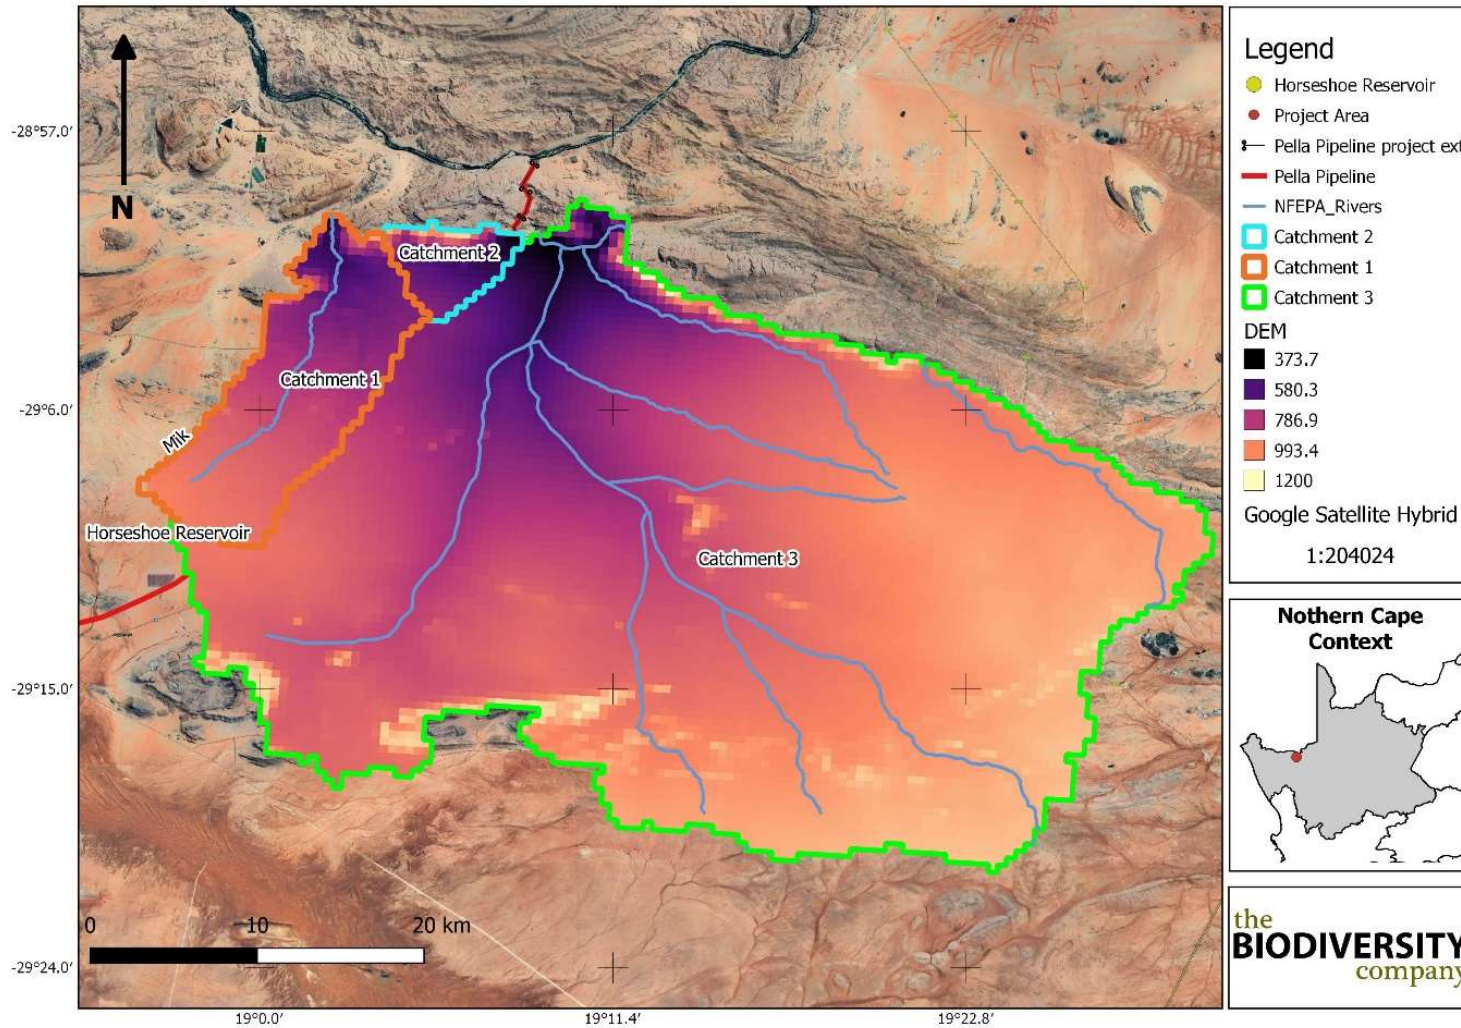 -28°57.0'
-29°6.0'
-29°15.0'
-29°24.0'
N
Catchment 2
Catchment 1
Mik
Horseshoe Reservoir
Catchment 3
0 10 20 km
19°0.0' 19°11.4' 19°22.8'
Legend
Horseshoe Reservoir
Project Area
Pella Pipeline project ext
Pella Pipeline
NFEPA_Rivers
Catchment 2
Catchment 1
Catchment 3
DEM
373.7
580.3
786.9
993.4
1200
Google Satellite Hybrid
1:204024
Nothern Cape
Context
the
BIODIVERSITY
company